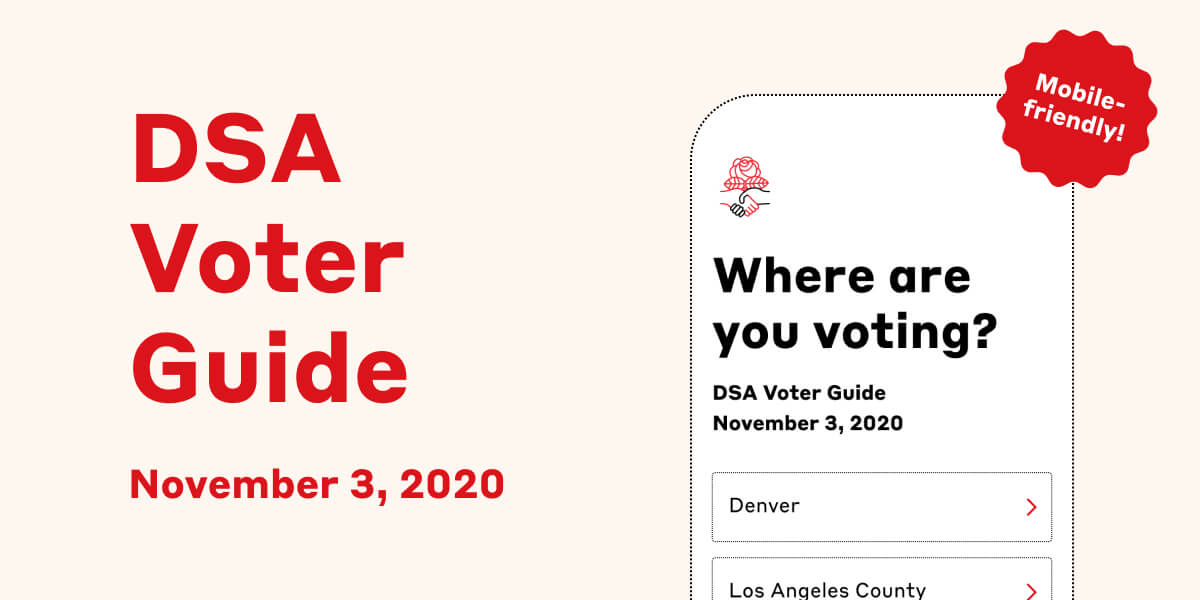 DSA
Voter
Guide
November 3, 2020
Mobile-
friendly!
Where are
you voting?
DSA Voter Guide
November 3, 2020
Denver
Los Angeles County